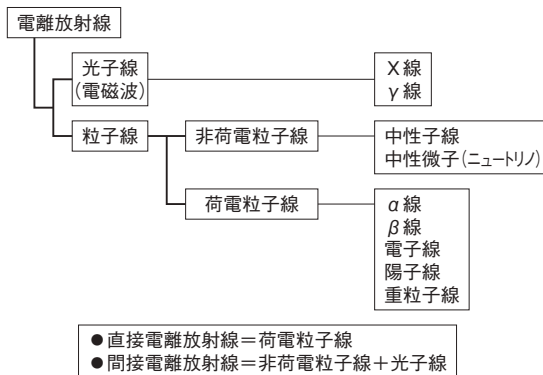 電離放射線
光子線
(電磁波)
X線
γ線
粒子線
非荷電粒子線
中性子線
中性微子(ニュートリノ)
荷電粒子線
α線
β線
電子線
陽子線
重粒子線
●直接電離放射線=荷電粒子線
●間接電離放射線=非荷電粒子線+光子線